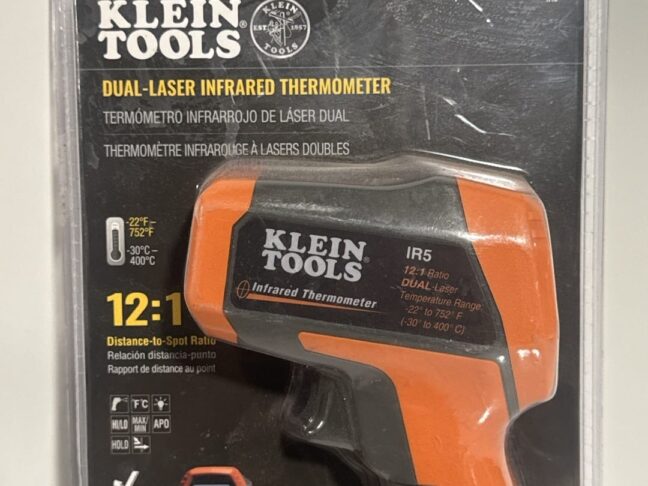 KLEIN
TOOLS®
EST. 1857
TOOLS
DUAL-LASER INFRARED THERMOMETER
TERMÓMETRO INFRARROJO DE LÁSER DUAL
THERMOMÈTRE INFRAROUGE À LASERS DOUBLES
-22°F –
752°F
-30°C –
400°C
12:1
Distance-to-Spot Ratio
Relación distancia-punto
Rapport de distance au point
°F°C
HI/LO
MAX/
MIN
APO
HOLD
KLEIN
TOOLS®
Infrared Thermometer
IR5
12:1 Ratio
DUAL-Laser
Temperature Range:
-22° to 752° F
(-30° to 400° C)